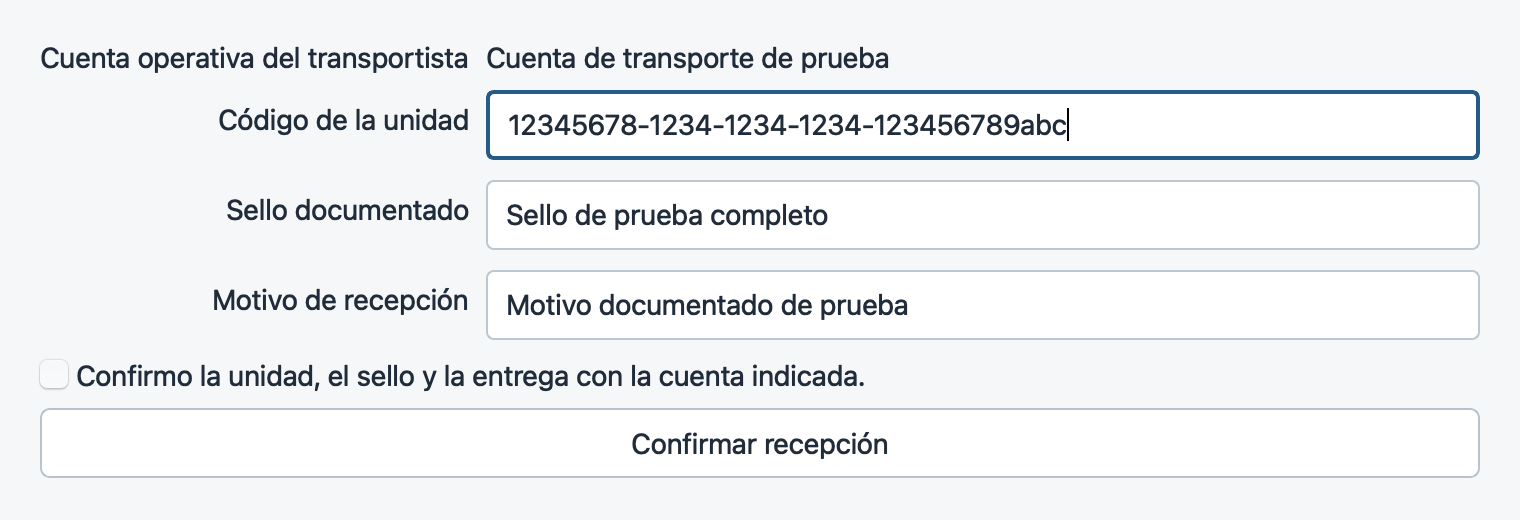 Cuenta operativa del transportista Cuenta de transporte de prueba
Código de la unidad 12345678-1234-1234-1234-123456789abc
Sello documentado Sello de prueba completo
Motivo de recepción Motivo documentado de prueba
Confirmo la unidad, el sello y la entrega con la cuenta indicada.
Confirmar recepción